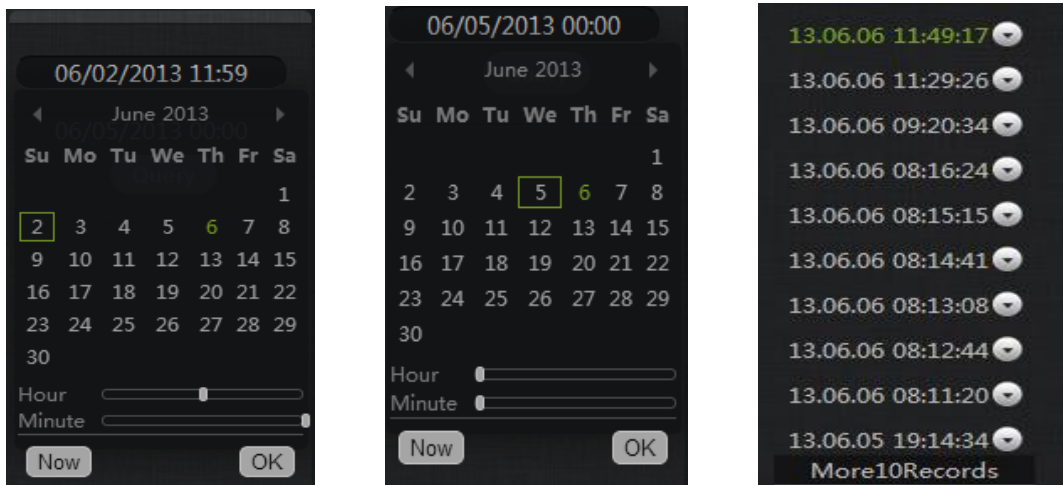 06/02/2013 11:59
June 2013
06/05/2013 00:00
Su Mo Tu We Th Fr Sa
Query
1
2 3 4 5 6 7 8
9 10 11 12 13 14 15
16 17 18 19 20 21 22
23 24 25 26 27 28 29
30
Hour
Minute
Now OK
06/05/2013 00:00
June 2013
Su Mo Tu We Th Fr Sa
1
2 3 4 5 6 7 8
9 10 11 12 13 14 15
16 17 18 19 20 21 22
23 24 25 26 27 28 29
30
Hour
Minute
Now OK
13.06.06 11:49:17
13.06.06 11:29:26
13.06.06 09:20:34
13.06.06 08:16:24
13.06.06 08:15:15
13.06.06 08:14:41
13.06.06 08:13:08
13.06.06 08:12:44
13.06.06 08:11:20
13.06.05 19:14:34
More10Records